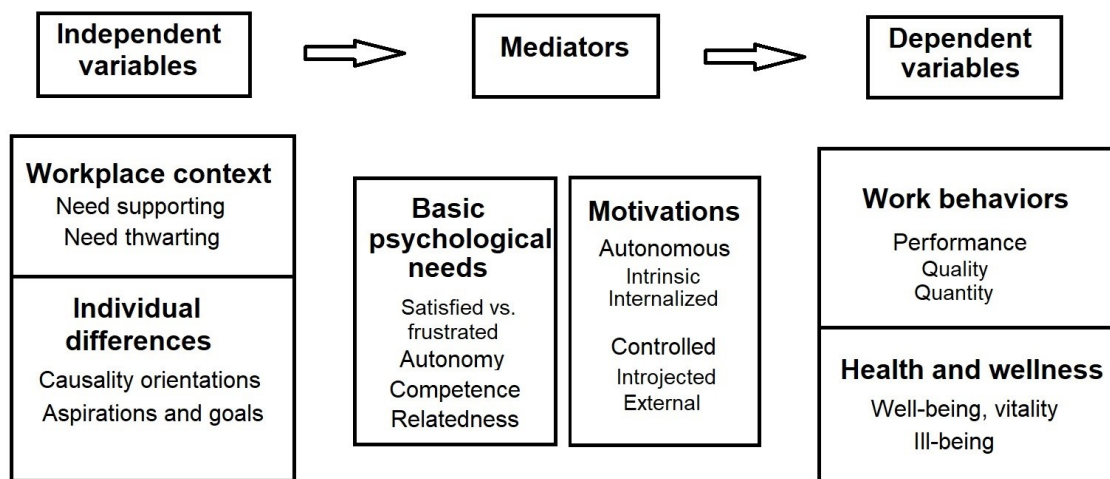 Independent
variables
Mediators
Dependent
variables
Workplace context
Need supporting
Need thwarting
Individual
differences
Causality orientations
Aspirations and goals
Basic
psychological
needs
Satisfied vs.
frustrated
Autonomy
Competence
Relatedness
Motivations
Autonomous
Intrinsic
Internalized
Controlled
Introjected
External
Work behaviors
Performance
Quality
Quantity
Health and wellness
Well-being, vitality
Ill-being